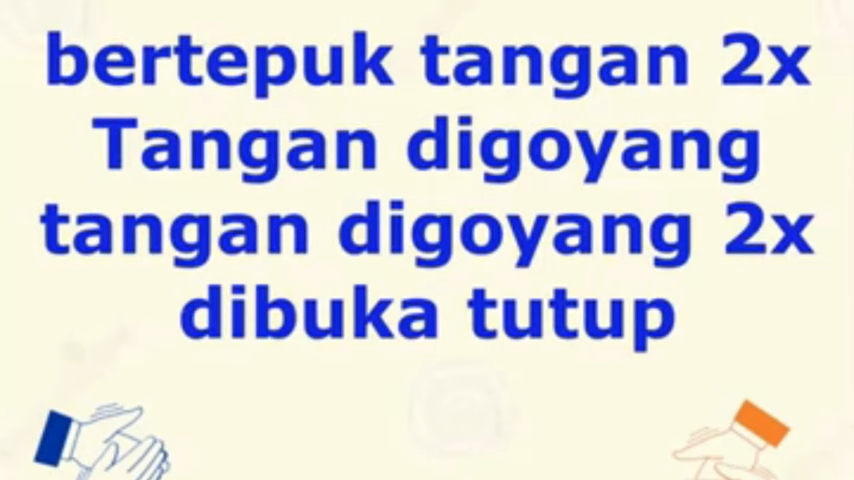 bertepuk tangan 2x
Tangan digoyang
tangan digoyang 2x
dibuka tutup